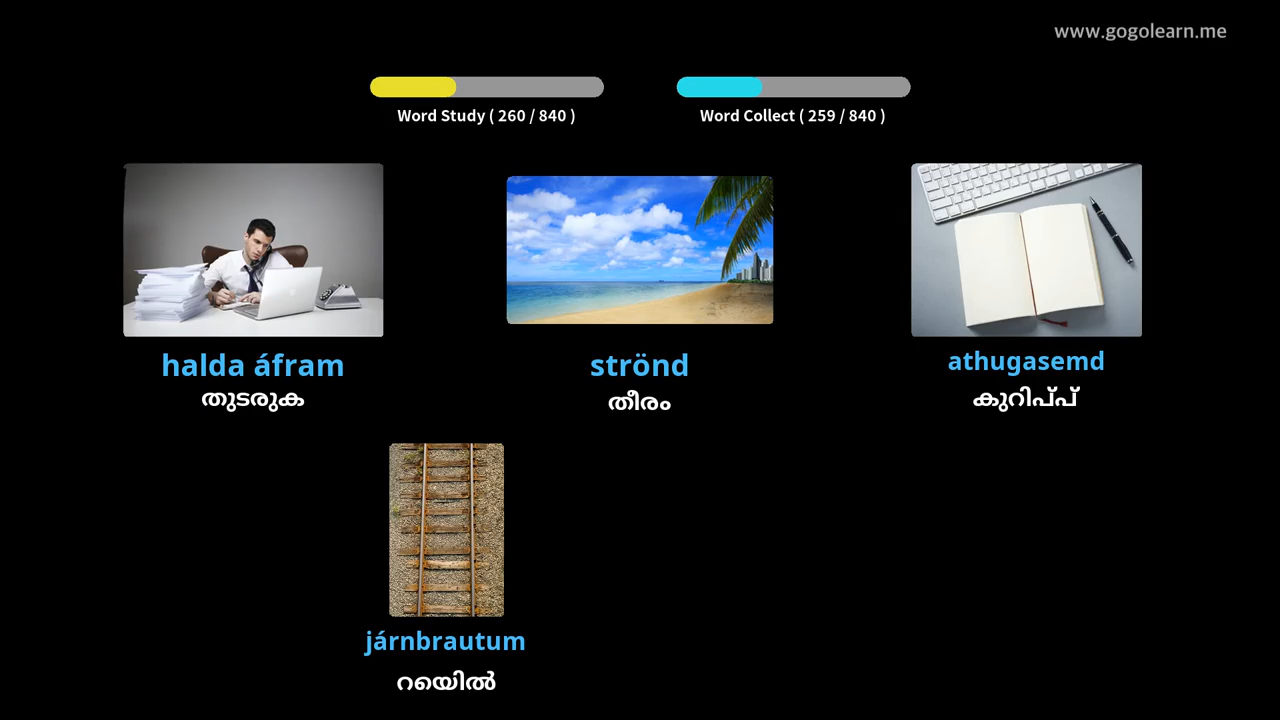 www.gogolearn.me
Word Study ( 260 / 840 )
Word Collect ( 259 / 840 )
halda áfram
തുടരുക
strönd
തീരം
athugasemd
കുറിപ്പ്
járnbrautum
റയിെൽ